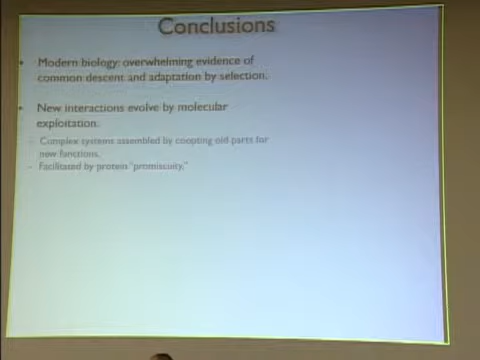 Conclusions
• Modern biology: overwhelming evidence of
common descent and adaptation by selection.
• New interactions evolve by molecular
exploitation.
– Complex systems assembled by coopting old parts for
new functions.
– Facilitated by protein "promiscuity."